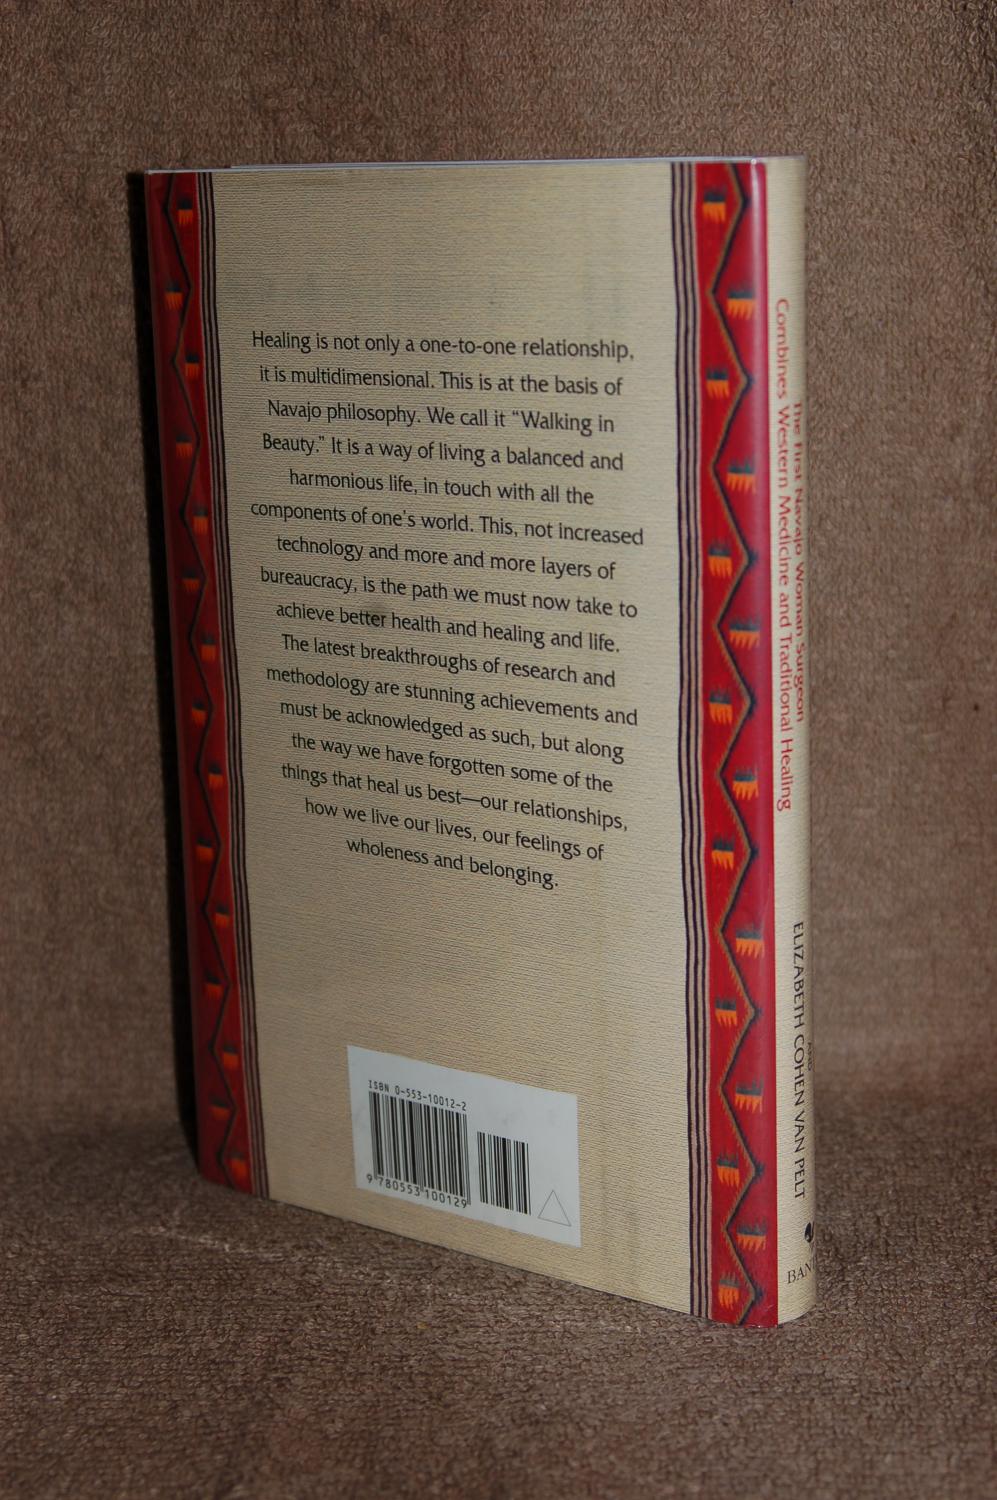 Healing is not only a one-to-one relationship,
it is multidimensional. This is at the basis of
Navajo philosophy. We call it “Walking in
Beauty.” It is a way of living a balanced and
harmonious life, in touch with all the
components of one's world. This, not increased
technology and more and more layers of
bureaucracy, is the path we must now take to
achieve better health and healing and life.
The latest breakthroughs of research and
methodology are stunning achievements and
must be acknowledged as such, but along
the way we have forgotten some of the
things that heal us best—our relationships,
how we live our lives, our feelings of
wholeness and belonging.
ISBN 0-553-10012-2
9 780553 100129
The First Navajo Woman Surgeon
Combines Western Medicine and Traditional Healing
AND
ELIZABETH COHEN VAN PELT
BAN